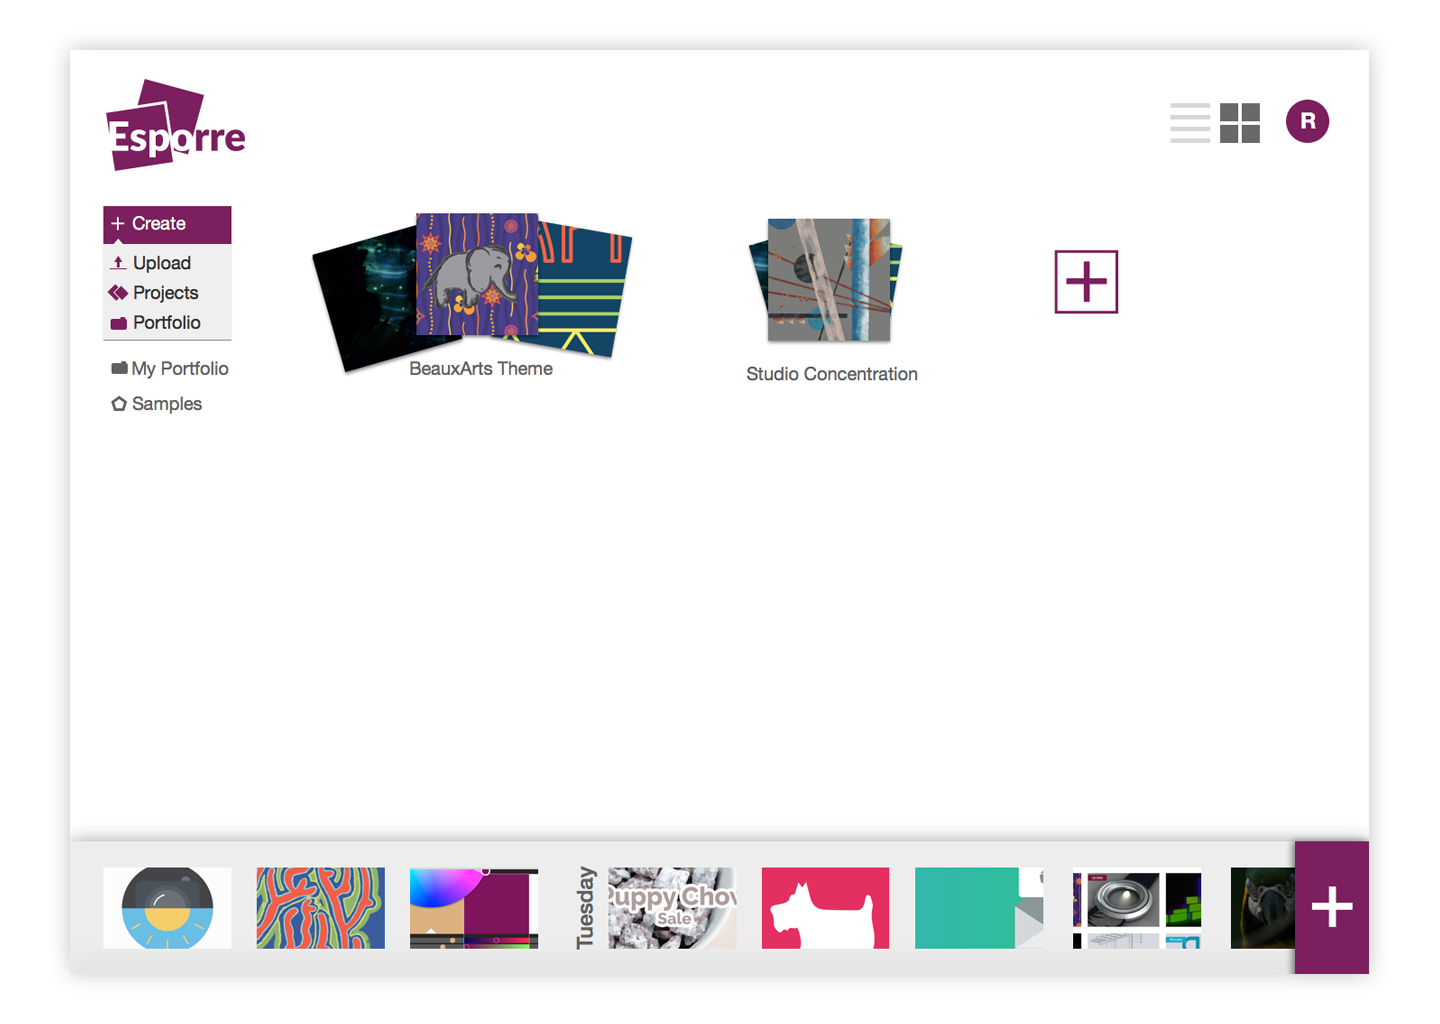 Esporre
R
Create
Upload
Projects
Portfolio
My Portfolio
Samples
BeauxArts Theme
Studio Concentration
Tuesday
Puppy Chow
Sale